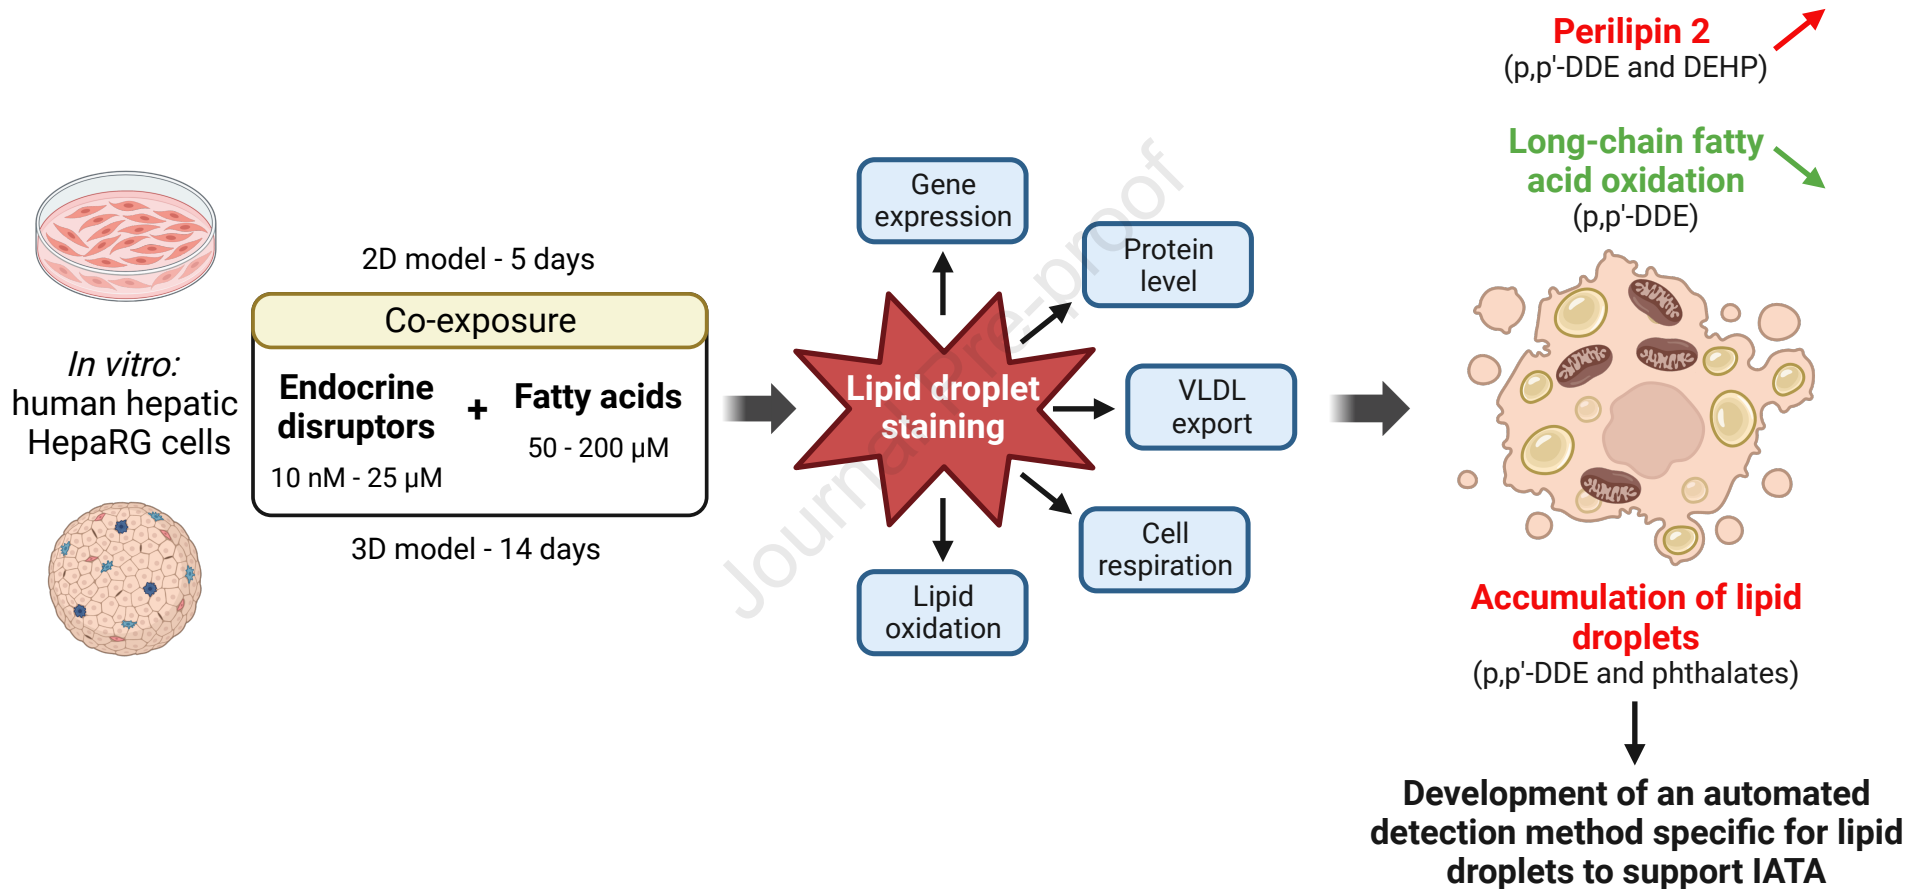 In vitro:
human hepatic
HepaRG cells
2D model - 5 days
Co-exposure
Endocrine
disruptors
10 nM - 25 µM
+
Fatty acids
50 - 200 µM
3D model - 14 days
Lipid droplet
staining
Gene
expression
Protein
level
VLDL
export
Cell
respiration
Lipid
oxidation
Journal Pre-proof
Perilipin 2
(p,p'-DDE and DEHP)
Long-chain fatty
acid oxidation
(p,p'-DDE)
Accumulation of lipid
droplets
(p,p'-DDE and phthalates)
Development of an automated
detection method specific for lipid
droplets to support IATA